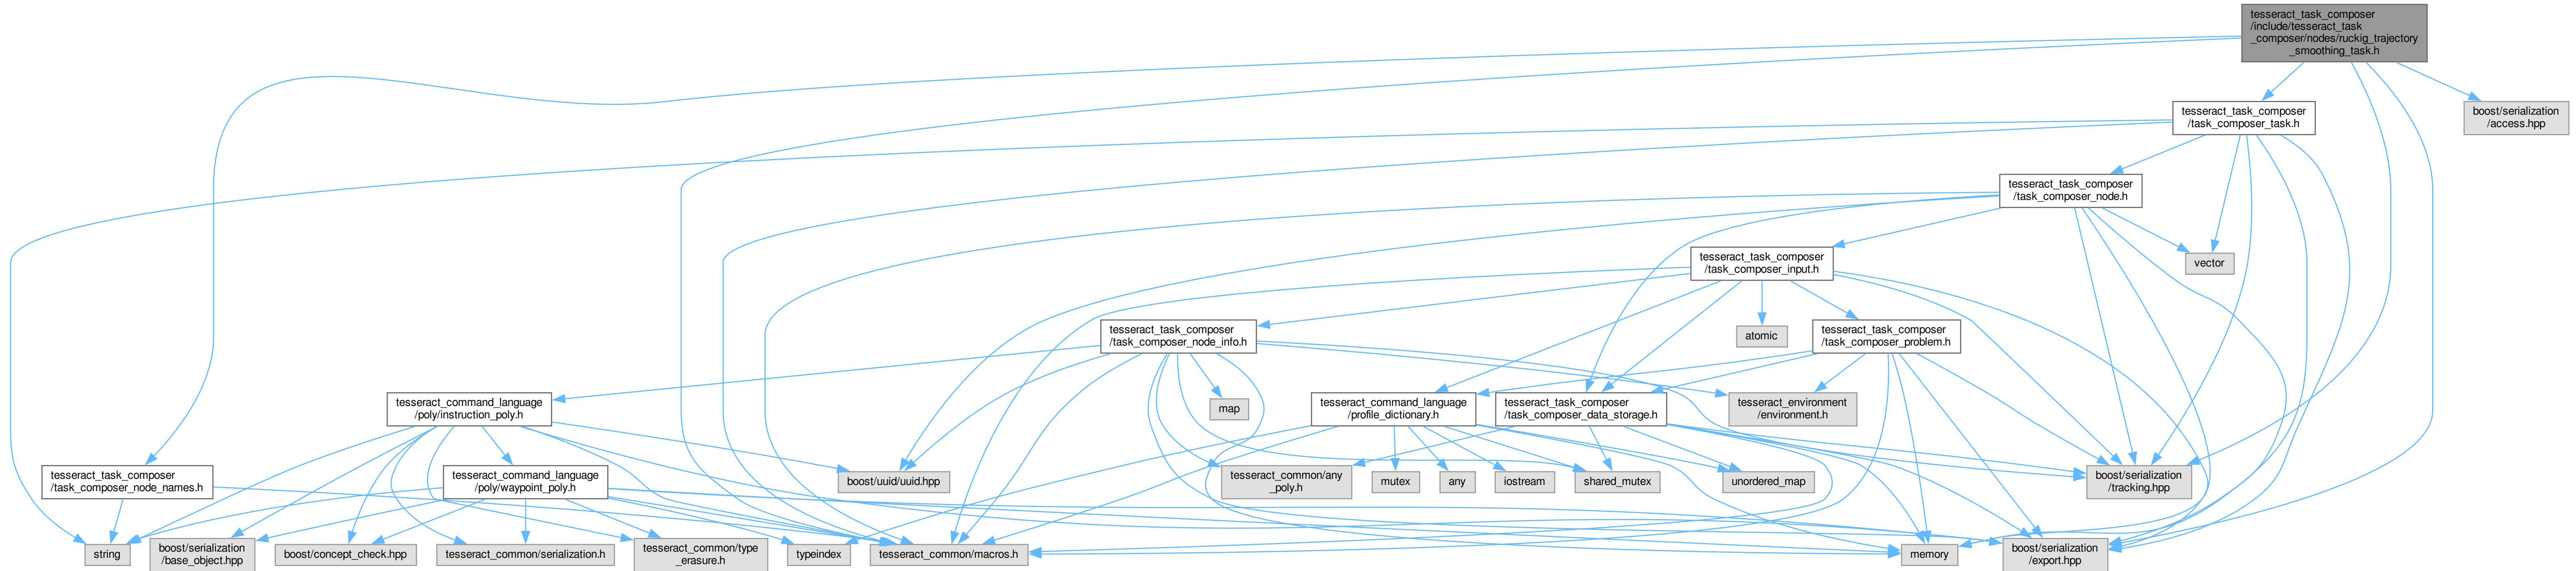 tesseract_task_composer
/include/tesseract_task
_composer/nodes/ruckig_trajectory
_smoothing_task.h
tesseract_task_composer
/task_composer_task.h
boost/serialization
/access.hpp
tesseract_task_composer
/task_composer_node.h
tesseract_task_composer
/task_composer_input.h
vector
tesseract_task_composer
/task_composer_node_info.h
atomic
tesseract_task_composer
/task_composer_problem.h
tesseract_command_language
/poly/instruction_poly.h
map
tesseract_command_language
/profile_dictionary.h
tesseract_task_composer
/task_composer_data_storage.h
tesseract_environment
/environment.h
tesseract_task_composer
/task_composer_node_names.h
tesseract_command_language
/poly/waypoint_poly.h
boost/uuid/uuid.hpp
tesseract_common/any
_poly.h
mutex
any
iostream
shared_mutex
unordered_map
boost/serialization
/tracking.hpp
string
boost/serialization
/base_object.hpp
boost/concept_check.hpp
tesseract_common/serialization.h
tesseract_common/type
_erasure.h
typeindex
tesseract_common/macros.h
memory
boost/serialization
/export.hpp